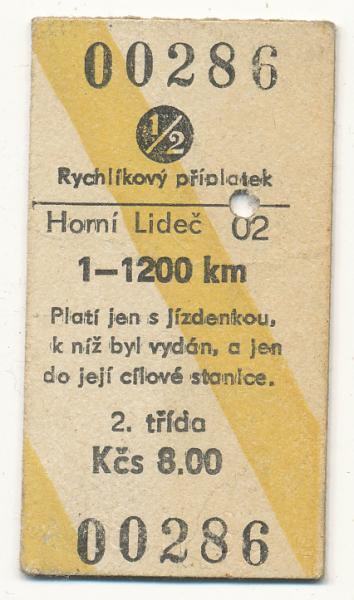 00286
1/2
Rychlíkový příplatek
Horní Lideč 02
1–1200 km
Platí jen s jízdenkou,
k níž byl vydán, a jen
do její cílové stanice.
2. třída
Kčs 8.00
00286